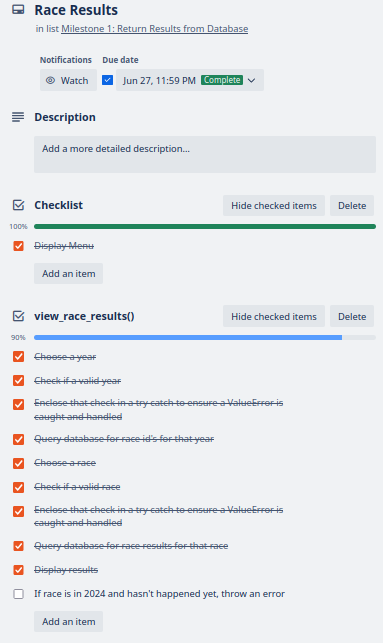 Race Results
in list Milestone 1: Return Results from Database
Notifications Due date
Watch Jun 27, 11:59 PM Complete
Description
Add a more detailed description...
Checklist Hide checked items Delete
100%
Display Menu
Add an item
view_race_results() Hide checked items Delete
90%
Choose a year
Check if a valid year
Enclose that check in a try catch to ensure a ValueError is
caught and handled
Query database for race id's for that year
Choose a race
Check if a valid race
Enclose that check in a try catch to ensure a ValueError is
caught and handled
Query database for race results for that race
Display results
If race is in 2024 and hasn't happened yet, throw an error
Add an item